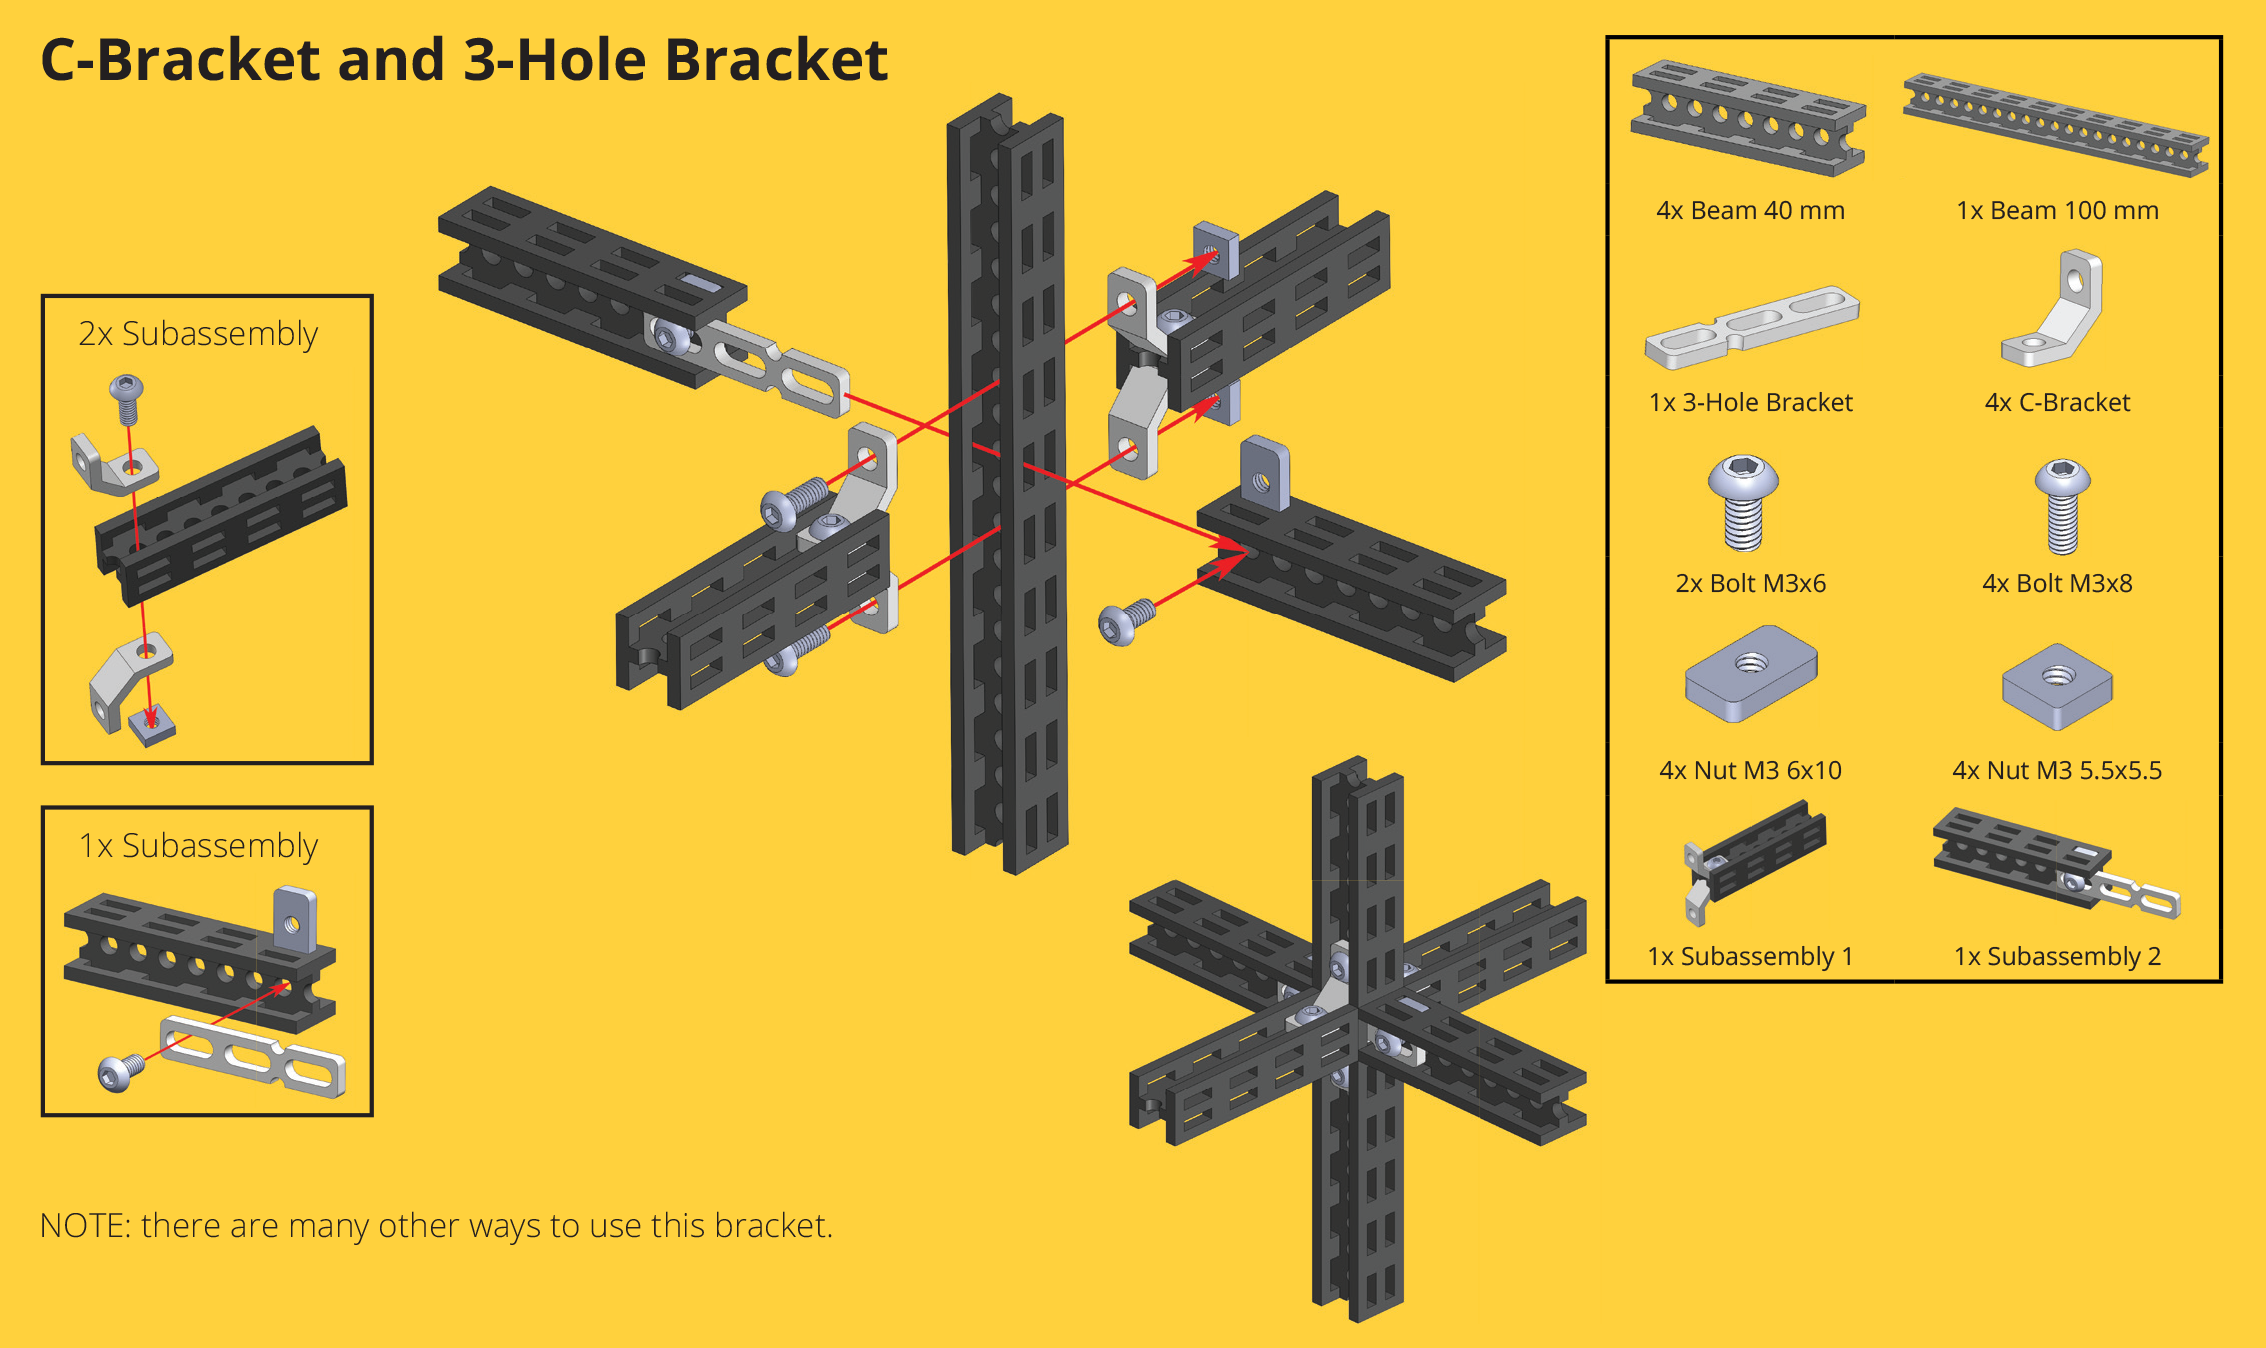 C-Bracket and 3-Hole Bracket
2x Subassembly
1x Subassembly
NOTE: there are many other ways to use this bracket.
4x Beam 40 mm
1x Beam 100 mm
1x 3-Hole Bracket
4x C-Bracket
2x Bolt M3x6
4x Bolt M3x8
4x Nut M3 6x10
4x Nut M3 5.5x5.5
1x Subassembly 1
1x Subassembly 2